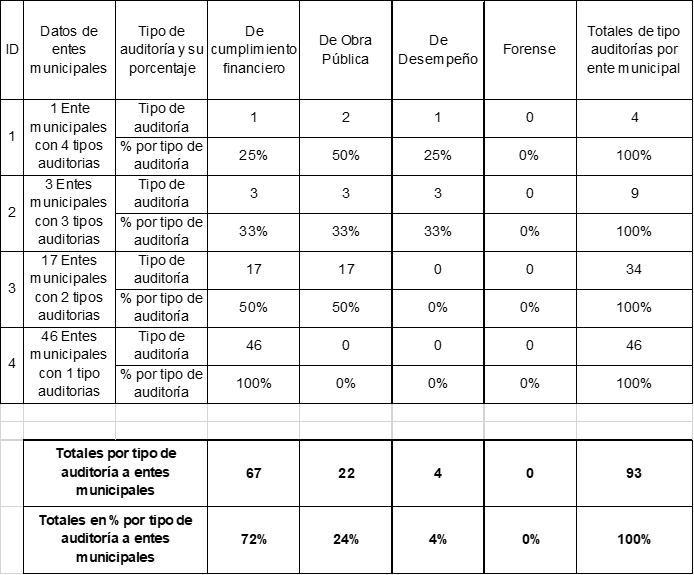 ID
Datos de
entes
municipales
Tipo de
auditoría y su
porcentaje
De
cumplimiento
financiero
De Obra
Pública
De
Desempeño
Forense
Totales de tipo
auditorías por
ente municipal
1
1 Ente
municipales
con 4 tipos
auditorias
Tipo de
auditoría
1
2
1
0
4
% por tipo de
auditoría
25%
50%
25%
0%
100%
2
3 Entes
municipales
con 3 tipos
auditorias
Tipo de
auditoría
3
3
3
0
9
% por tipo de
auditoría
33%
33%
33%
0%
100%
3
17 Entes
municipales
con 2 tipos
auditorias
Tipo de
auditoría
17
17
0
0
34
% por tipo de
auditoría
50%
50%
0%
0%
100%
4
46 Entes
municipales
con 1 tipo
auditorias
Tipo de
auditoría
46
0
0
0
46
% por tipo de
auditoría
100%
0%
0%
0%
100%
Totales por tipo de
auditoría a entes
municipales
67
22
4
0
93
Totales en % por tipo de
auditoría a entes
municipales
72%
24%
4%
0%
100%